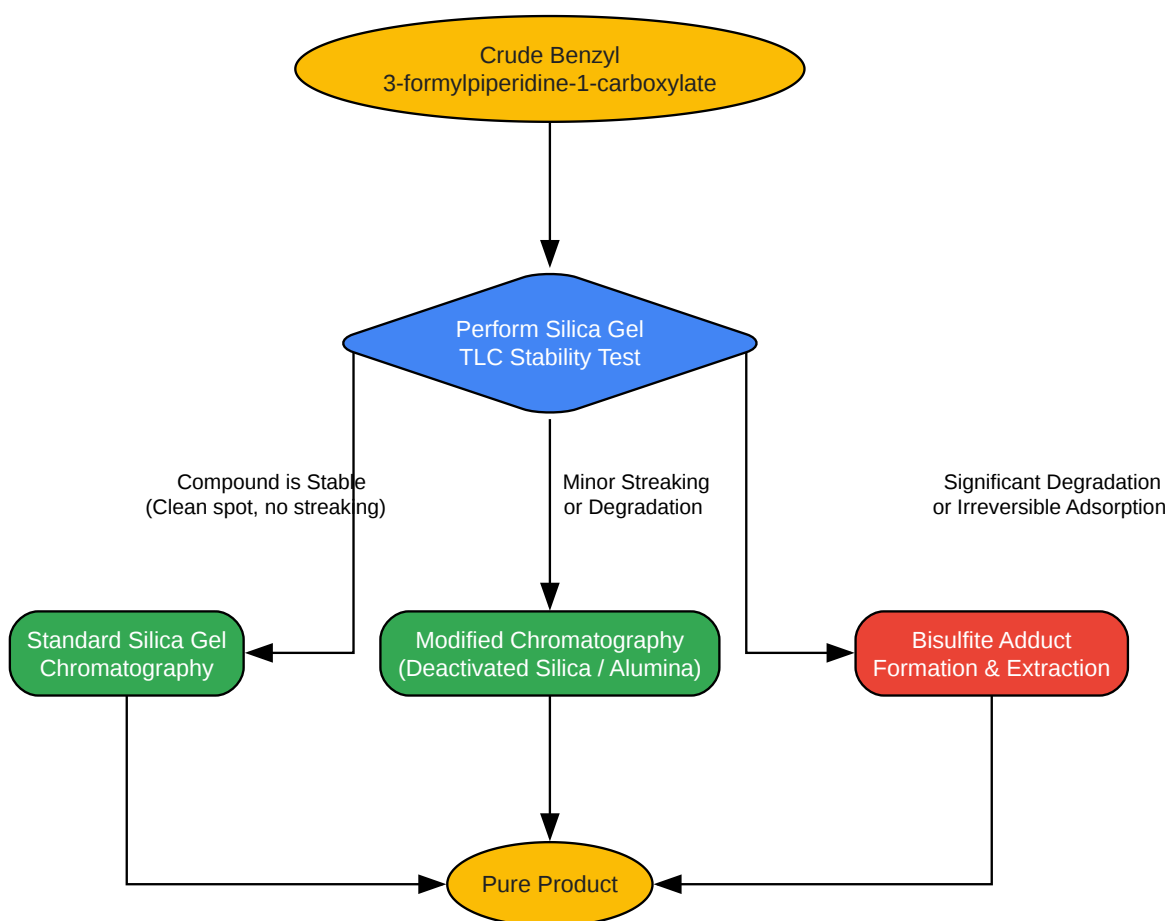 Crude Benzyl
3-formylpiperidine-1-carboxylate
Perform Silica Gel
TLC Stability Test
Compound is Stable
(Clean spot, no streaking)
Minor Streaking
or Degradation
Significant Degradation
or Irreversible Adsorption
Standard Silica Gel
Chromatography
Modified Chromatography
(Deactivated Silica / Alumina)
Bisulfite Adduct
Formation & Extraction
Pure Product